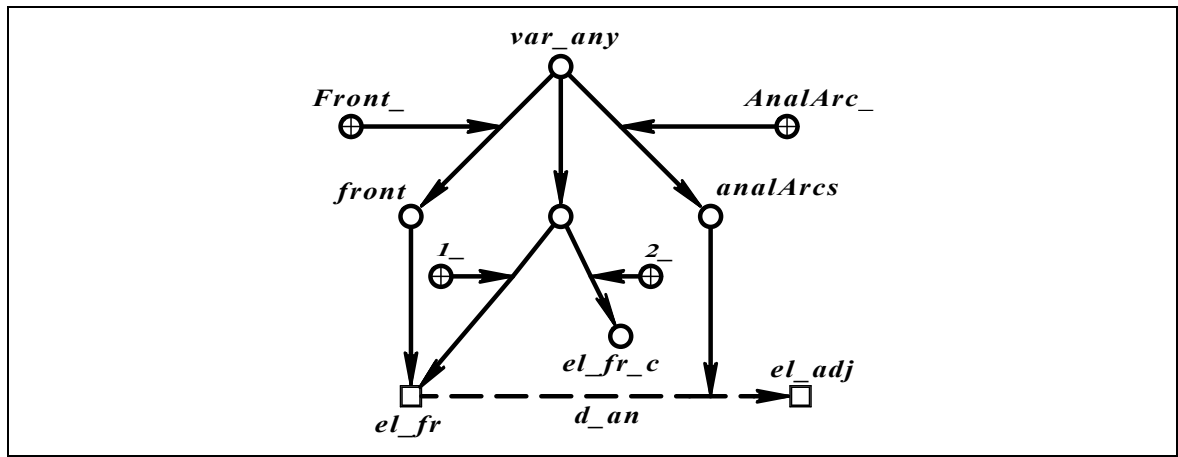 var_any
Front_
AnalArc_
front
analArcs
1_
2_
el_fr_c
el_adj
d_an
el_fr